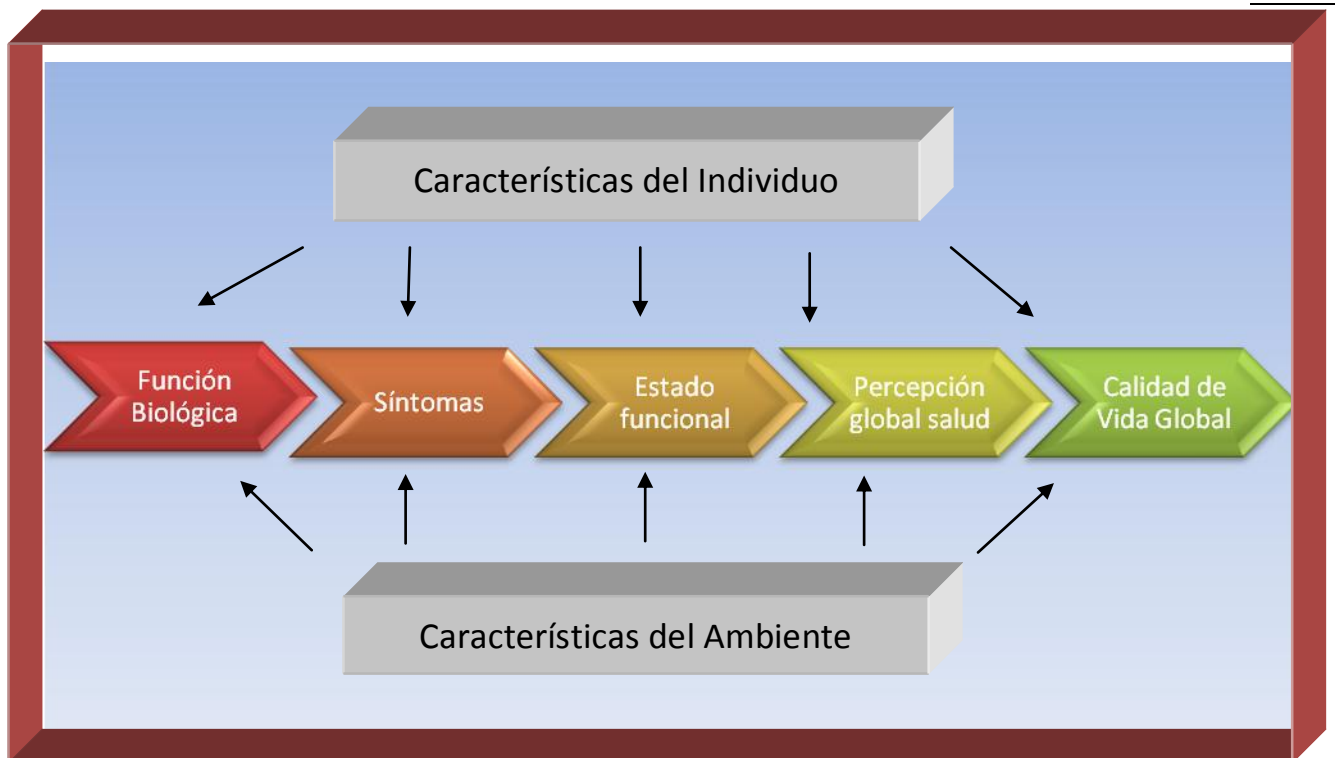 Características del Individuo
Función
Biológica
Síntomas
Estado
funcional
Percepción
global salud
Calidad de
Vida Global
Características del Ambiente